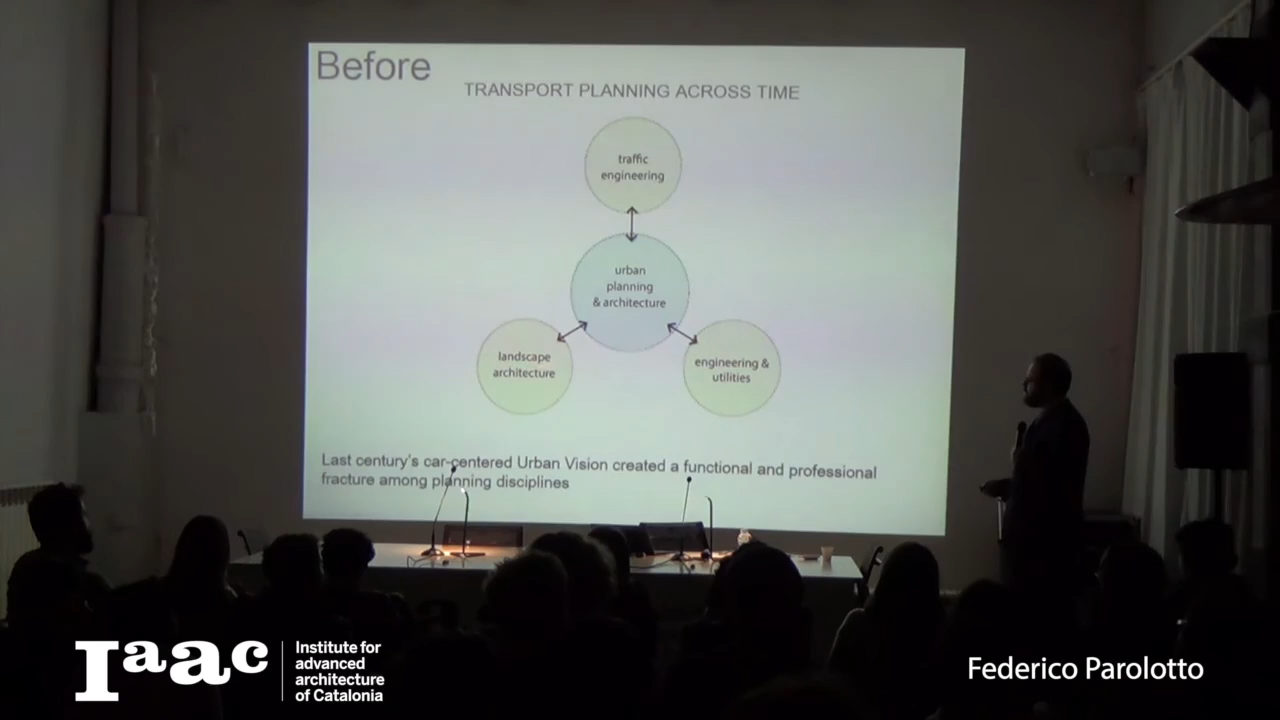 Before
TRANSPORT PLANNING ACROSS TIME
traffic
engineering
urban
planning
& architecture
landscape
architecture
engineering &
utilities
Last century's car-centered Urban Vision created a functional and professional
fracture among planning disciplines
Iaac
Institute for
advanced
architecture
of Catalonia
Federico Parolotto